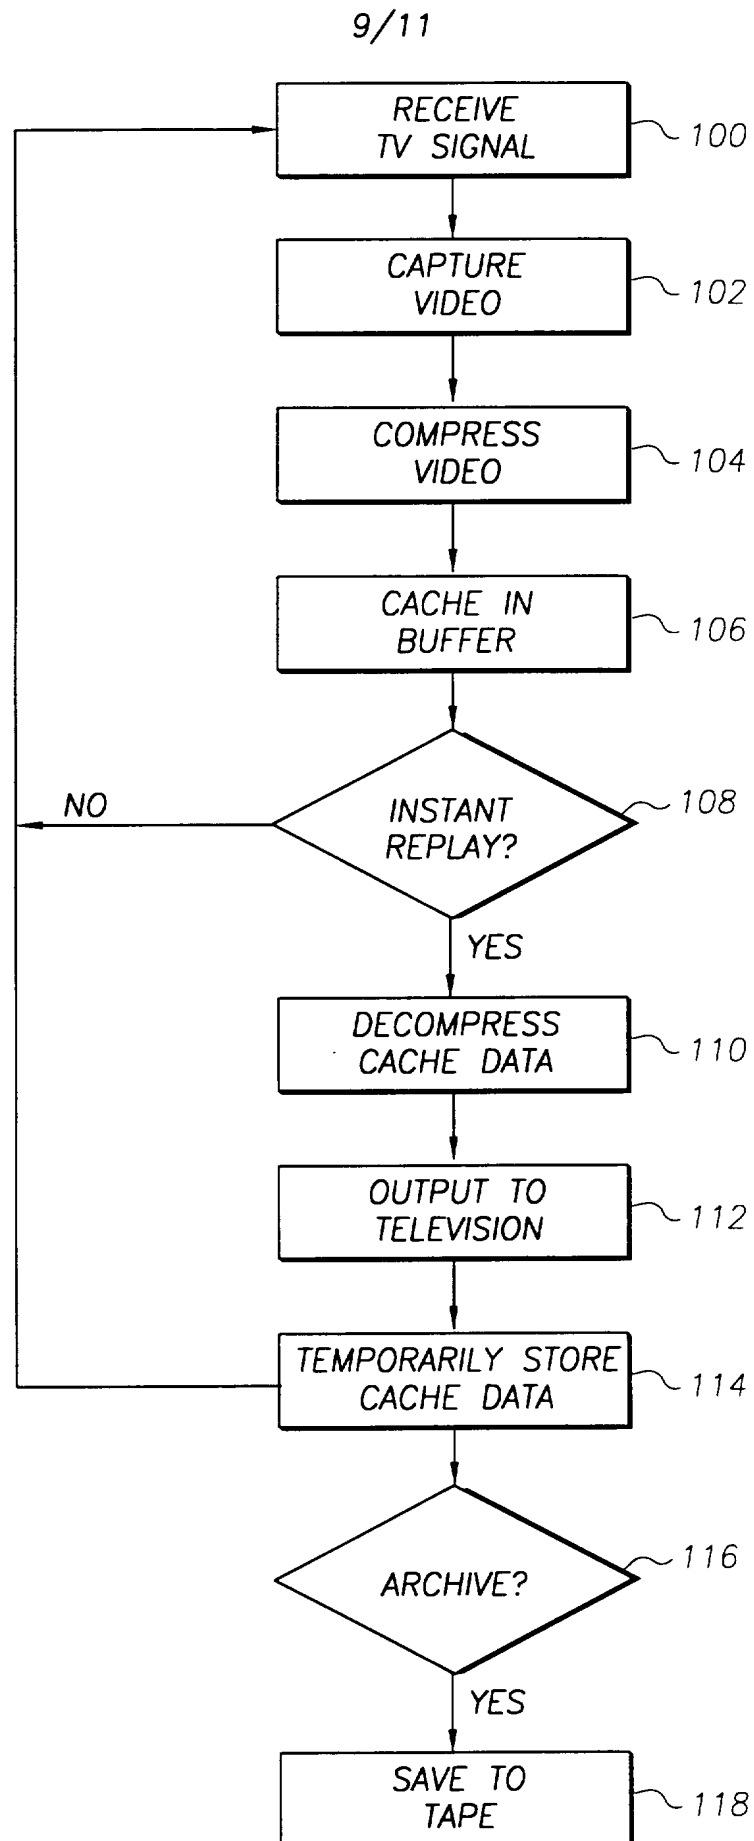 9/11
RECEIVE
TV SIGNAL
100
CAPTURE
VIDEO
102
COMPRESS
VIDEO
104
CACHE IN
BUFFER
106
INSTANT
REPLAY?
108
NO
YES
DECOMPRESS
CACHE DATA
110
OUTPUT TO
TELEVISION
112
TEMPORARILY STORE
CACHE DATA
114
ARCHIVE?
116
YES
SAVE TO
TAPE
118